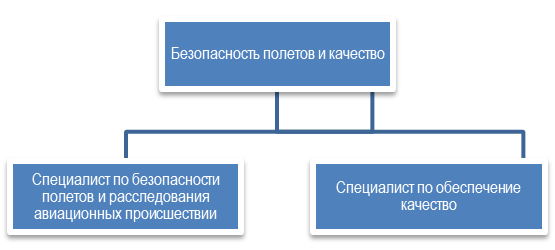 Безопасность полетов и качество
Специалист по безопасности
полетов и расследования
авиационных происшествии
Специалист по обеспечение
качество